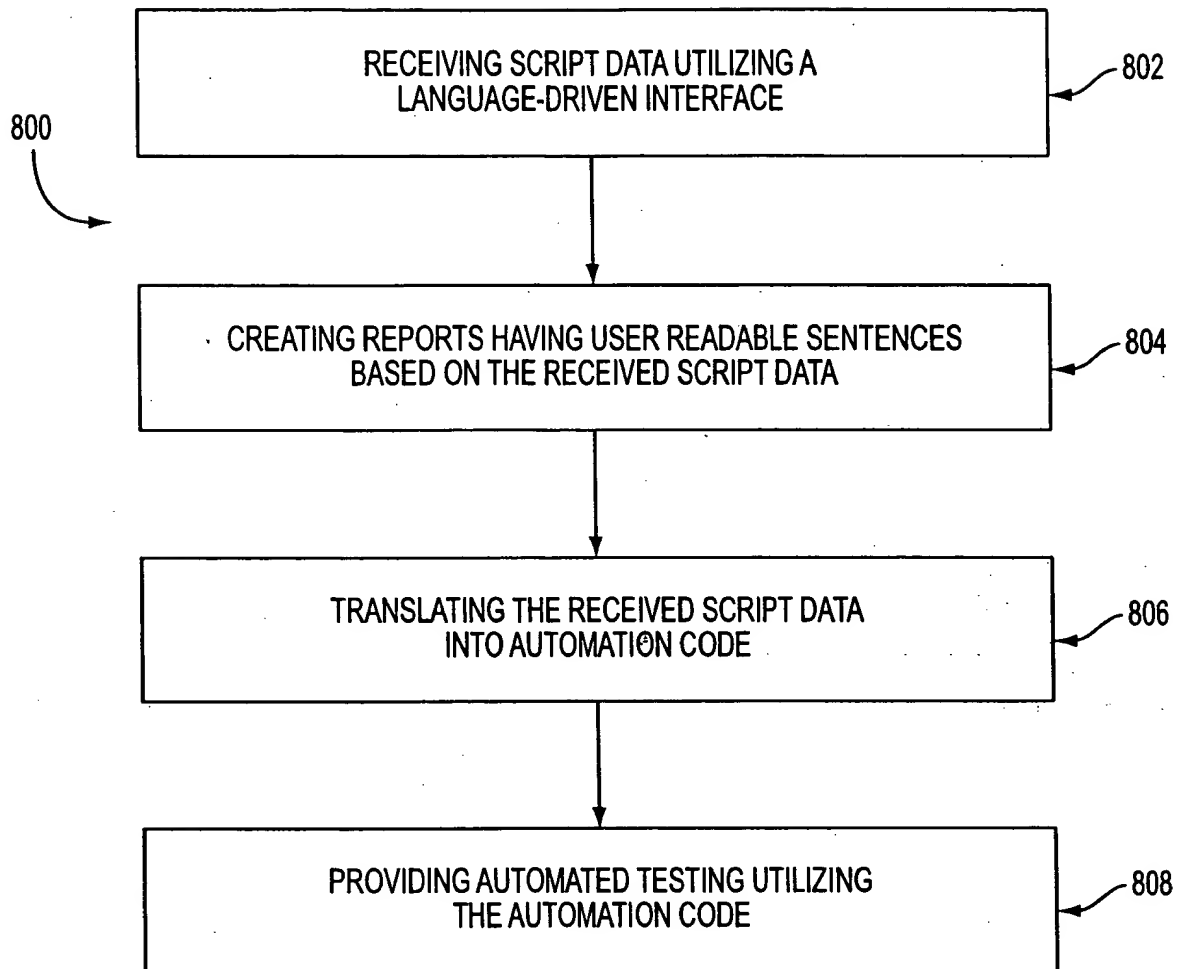 RECEIVING SCRIPT DATA UTILIZING A
LANGUAGE-DRIVEN INTERFACE
802
800
CREATING REPORTS HAVING USER READABLE SENTENCES
BASED ON THE RECEIVED SCRIPT DATA
804
TRANSLATING THE RECEIVED SCRIPT DATA
INTO AUTOMATION CODE
806
PROVIDING AUTOMATED TESTING UTILIZING
THE AUTOMATION CODE
808